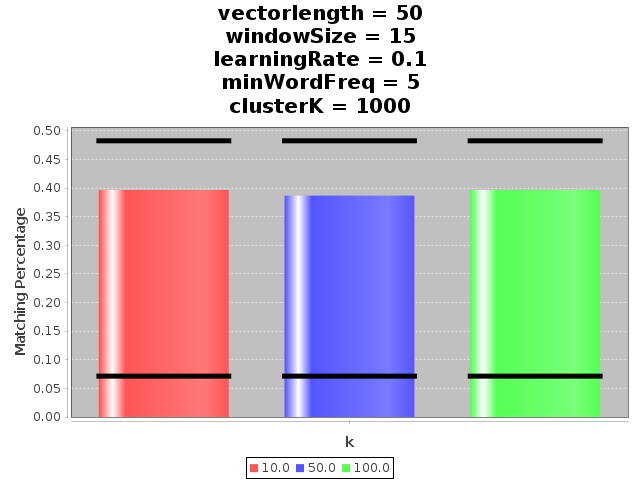 vectorlength = 50
windowSize = 15
learningRate = 0.1
minWordFreq = 5
clusterK = 1000
0.50
0.45
0.40
0.35
0.30
0.25
0.20
0.15
0.10
0.05
0.00
Matching Percentage
k
10.0 50.0 100.0